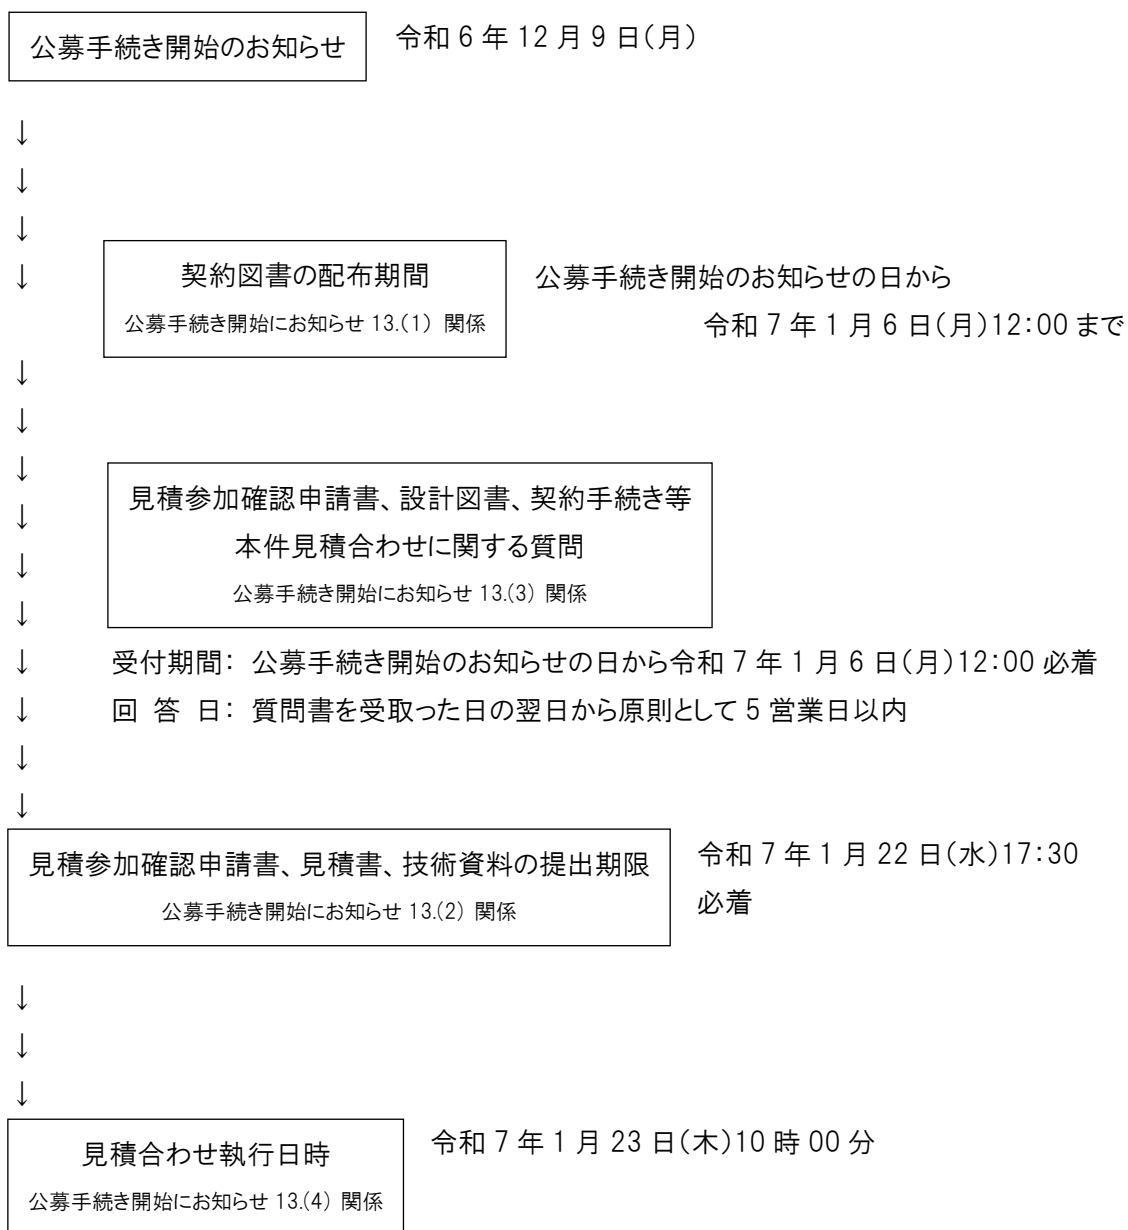 公募手続き開始のお知らせ
令和 6 年 12 月 9 日(月)
↓
↓
↓
↓
契約図書の配布期間
公募手続き開始にお知らせ 13.(1) 関係
公募手続き開始のお知らせの日から
令和 7 年 1 月 6 日(月)12:00 まで
↓
↓
↓
↓
↓
↓
見積参加確認申請書、設計図書、契約手続き等
本件見積合わせに関する質問
公募手続き開始にお知らせ 13.(3) 関係
↓ 受付期間: 公募手続き開始のお知らせの日から令和 7 年 1 月 6 日(月)12:00 必着
↓ 回 答 日: 質問書を受取った日の翌日から原則として 5 営業日以内
↓
↓
見積参加確認申請書、見積書、技術資料の提出期限
公募手続き開始にお知らせ 13.(2) 関係
令和 7 年 1 月 22 日(水)17:30
必着
↓
↓
↓
見積合わせ執行日時
公募手続き開始にお知らせ 13.(4) 関係
令和 7 年 1 月 23 日(木)10 時 00 分